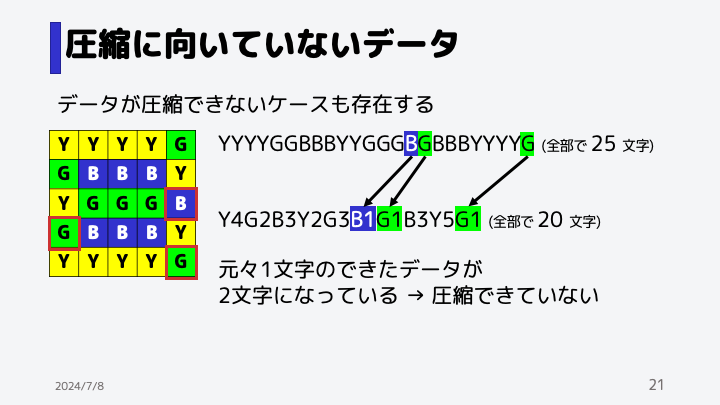 圧縮に向いていないデータ
データが圧縮できないケースも存在する
Y Y Y Y G
G B B B Y
Y G G G B
G B B B Y
Y Y Y Y G
YYYYGGBBBYYGGGBGBBBYYYYG (全部で 25 文字)
Y4G2B3Y2G3B1G1B3Y5G1 (全部で 20 文字)
元々1文字のできたデータが
2文字になっている → 圧縮できていない
2024/7/8
21